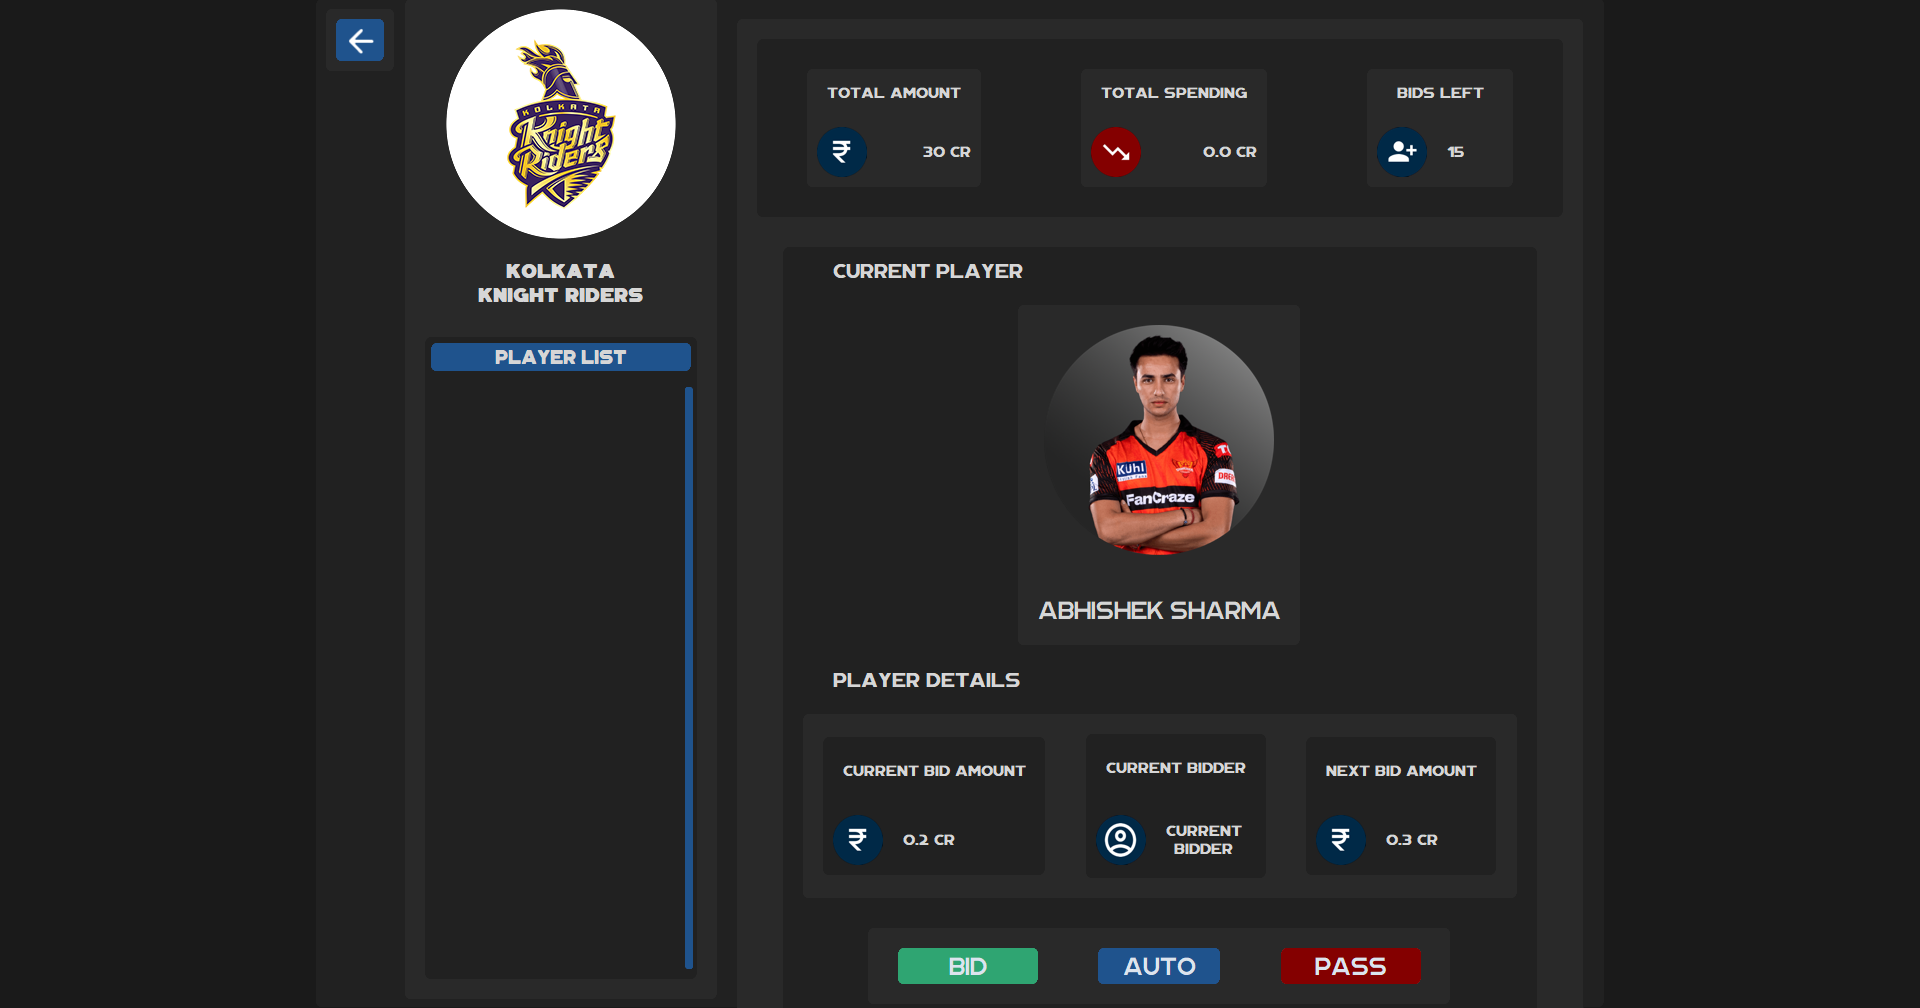 KOLKATA
Knight
Riders
KOLKATA
KNIGHT RIDERS
PLAYER LIST
TOTAL AMOUNT
30 CR
TOTAL SPENDING
0.0 CR
BIDS LEFT
15
CURRENT PLAYER
KUhl
FanCraze
ABHISHEK SHARMA
PLAYER DETAILS
CURRENT BID AMOUNT
₹ 0.2 CR
CURRENT BIDDER
CURRENT
BIDDER
NEXT BID AMOUNT
₹ 0.3 CR
BID
AUTO
PASS